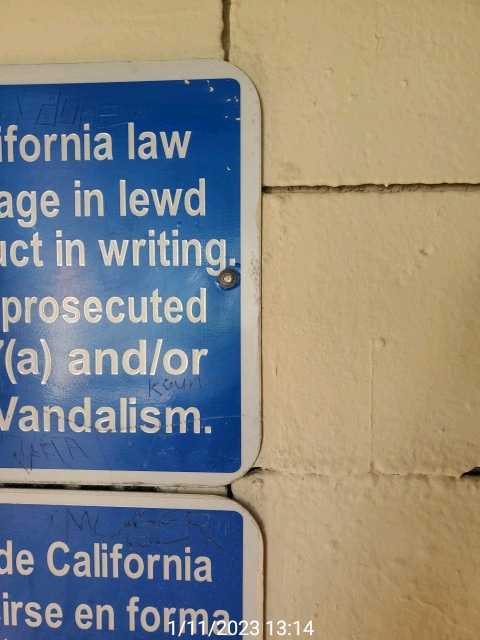 ifornia law
age in lewd
uct in writing.
prosecuted
(a) and/or
Vandalism.
de California
irse en forma
1/11/2023 13:14